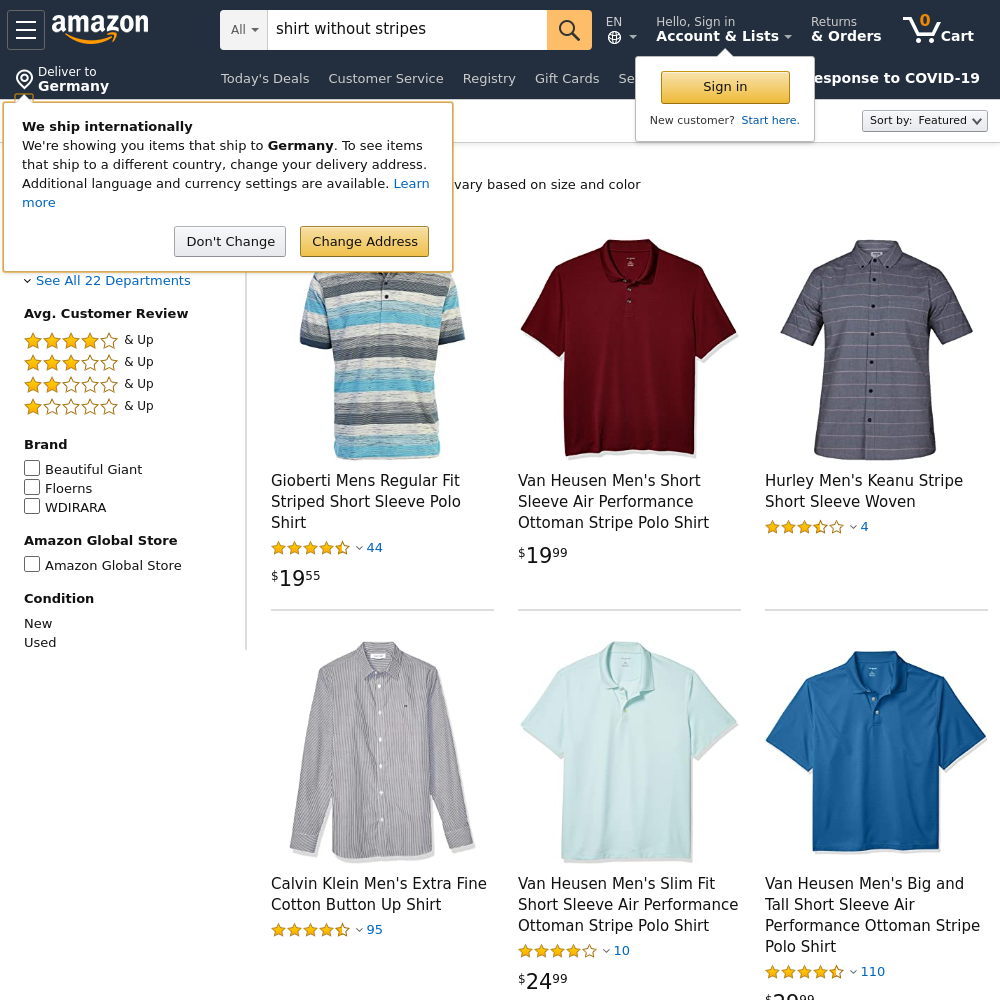 amazon
All
shirt without stripes
EN
Hello, Sign in
Account & Lists
Returns
& Orders
0
Cart
Deliver to
Germany
Today's Deals
Customer Service
Registry
Gift Cards
Se
esponse to COVID-19
Sign in
New customer? Start here.
Sort by: Featured
We ship internationally
We're showing you items that ship to Germany. To see items
that ship to a different country, change your delivery address.
Additional language and currency settings are available. Learn
more
Don't Change
Change Address
vary based on size and color
See All 22 Departments
Avg. Customer Review
& Up
& Up
& Up
& Up
Brand
Beautiful Giant
Floerns
WDIRARA
Amazon Global Store
Amazon Global Store
Condition
New
Used
Gioberti Mens Regular Fit
Striped Short Sleeve Polo
Shirt
44
$19 55
Van Heusen Men's Short
Sleeve Air Performance
Ottoman Stripe Polo Shirt
$19 99
Hurley Men's Keanu Stripe
Short Sleeve Woven
4
Calvin Klein Men's Extra Fine
Cotton Button Up Shirt
95
Van Heusen Men's Slim Fit
Short Sleeve Air Performance
Ottoman Stripe Polo Shirt
10
$24 99
Van Heusen Men's Big and
Tall Short Sleeve Air
Performance Ottoman Stripe
Polo Shirt
110